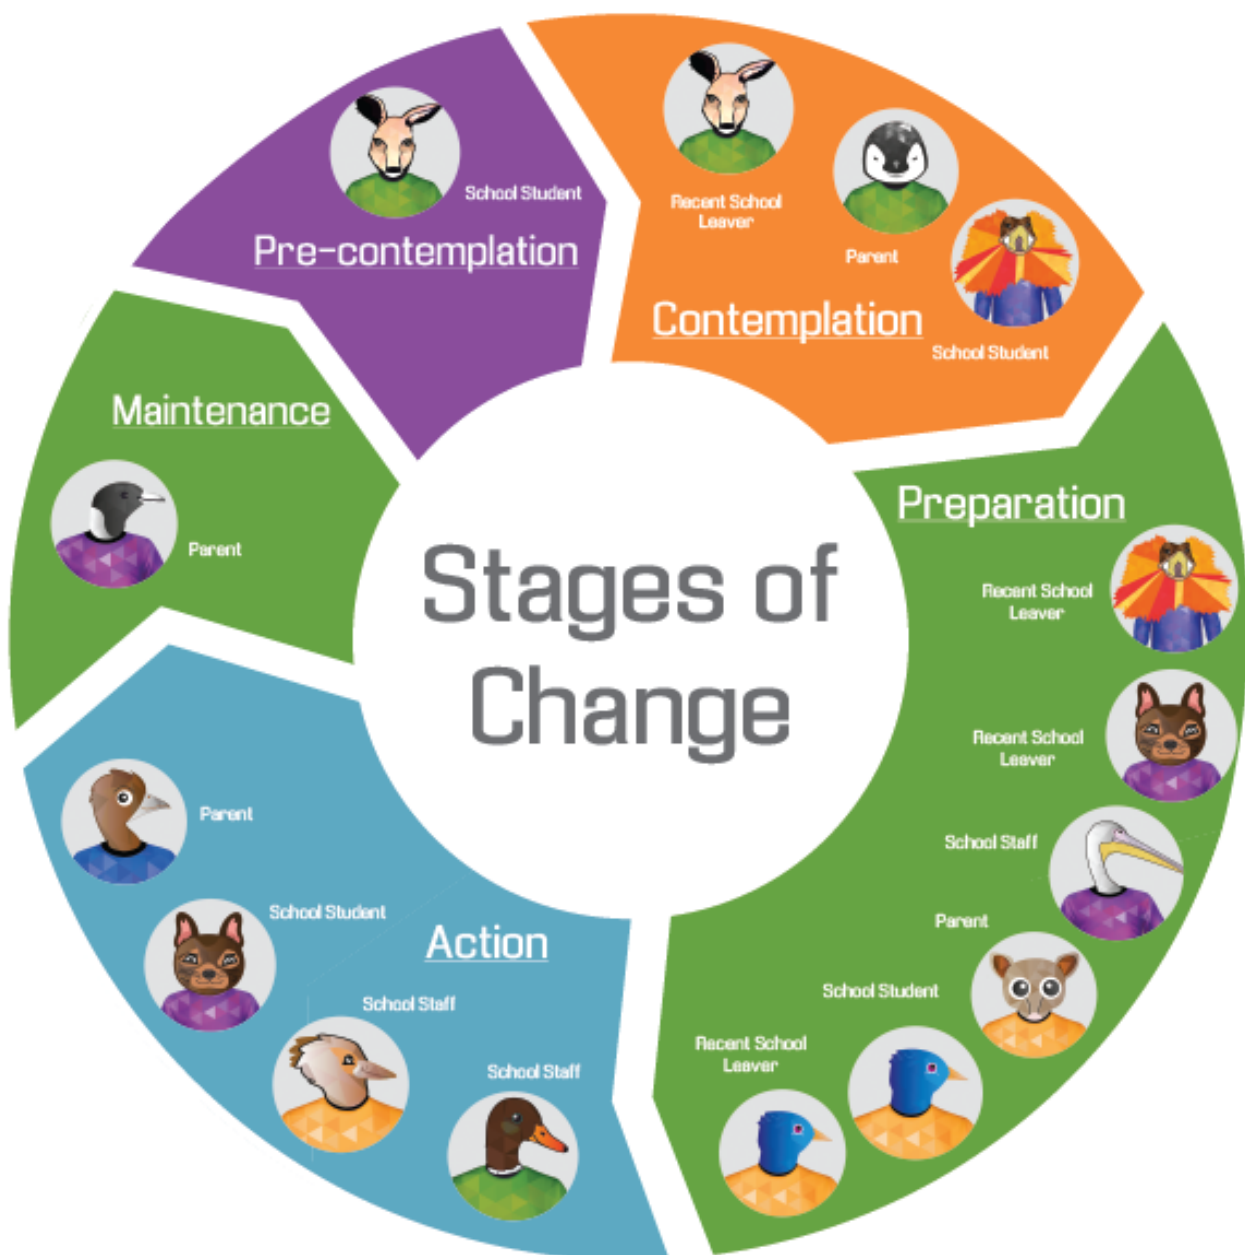 School Student
Pre-contemplation
Recent School
Leaver
Parent
School Student
Contemplation
Preparation
Recent School
Leaver
Recent School
Leaver
School Staff
Parent
School Student
Recent School
Leaver
Action
School Staff
School Staff
School Student
Parent
Maintenance
Parent
Stages of
Change